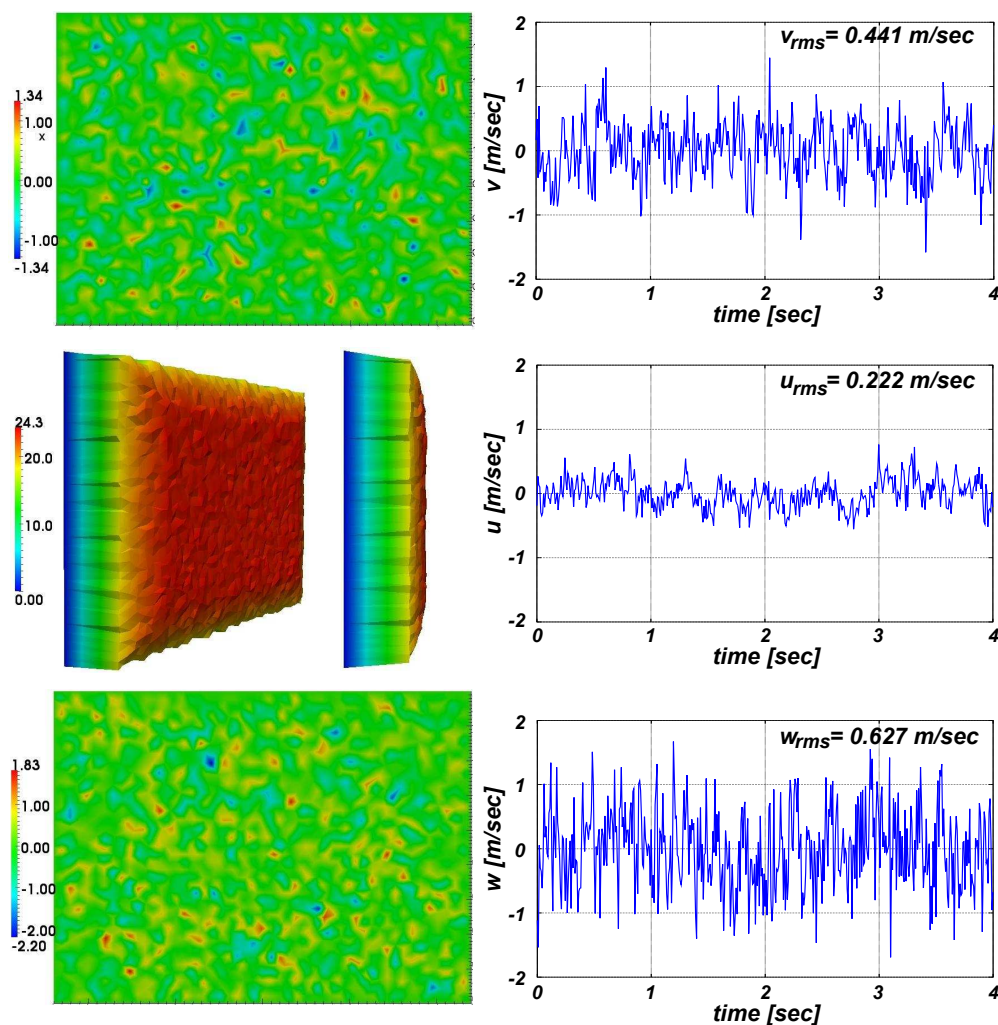 1.34
1.00
x
0.00
-1.00
-1.34
v_rms= 0.441 m/sec
2
1
0
-1
-2
v [m/sec]
0 1 2 3 4
time [sec]
24.3
20.0
10.0
0.00
u_rms= 0.222 m/sec
2
1
0
-1
-2
u [m/sec]
0 1 2 3 4
time [sec]
1.83
1.00
0.00
-1.00
-2.00
-2.20
w_rms= 0.627 m/sec
2
1
0
-1
-2
w [m/sec]
0 1 2 3 4
time [sec]